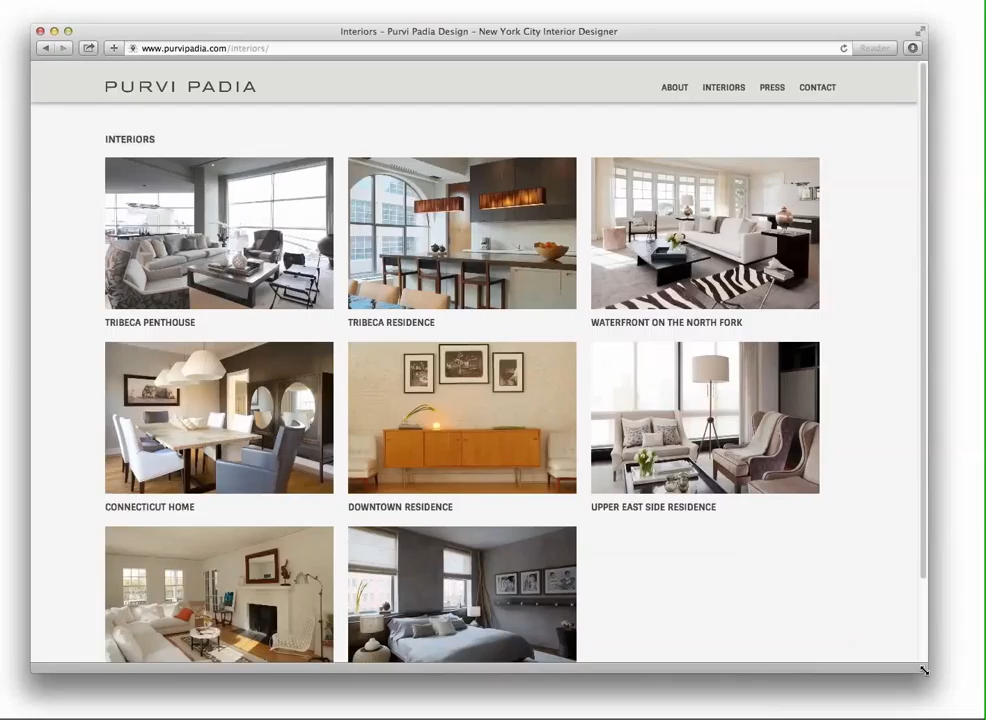 Interiors – Purvi Padia Design – New York City Interior Designer
www.purvipadia.com/interiors/
Reader
PURVI PADIA
ABOUT INTERIORS PRESS CONTACT
INTERIORS
TRIBECA PENTHOUSE
TRIBECA RESIDENCE
WATERFRONT ON THE NORTH FORK
CONNECTICUT HOME
DOWNTOWN RESIDENCE
UPPER EAST SIDE RESIDENCE